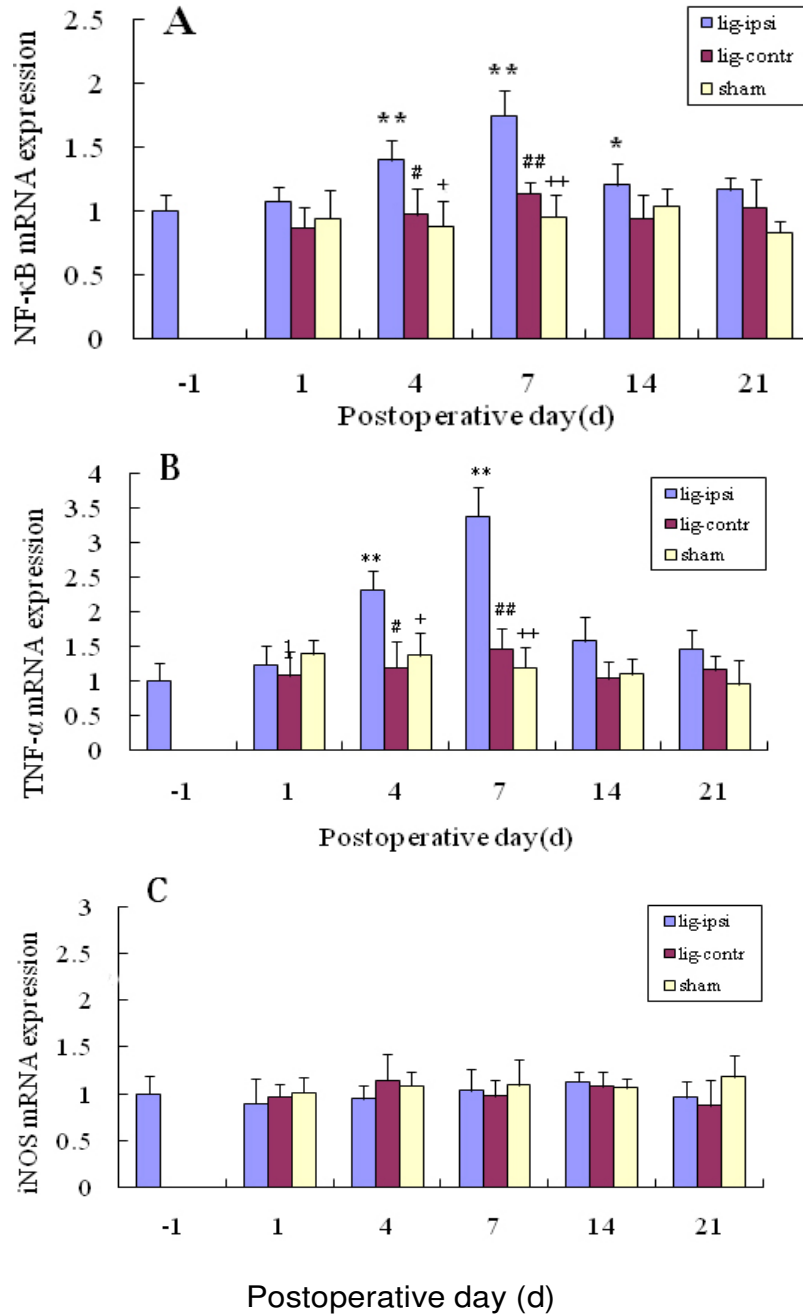 A
lig-ipsi
lig-contr
sham
NF-κB mRNA expression
2.5
2
1.5
1
0.5
0
** ** *
# ## + ++
-1 1 4 7 14 21
Postoperative day(d)
B
lig-ipsi
lig-contr
sham
TNF-α mRNA expression
4
3.5
3
2.5
2
1.5
1
0.5
0
** **
# + ## ++
-1 1 4 7 14 21
Postoperative day(d)
C
lig-ipsi
lig-contr
sham
iNOS mRNA expression
3
2.5
2
1.5
1
0.5
0
-1 1 4 7 14 21
Postoperative day (d)